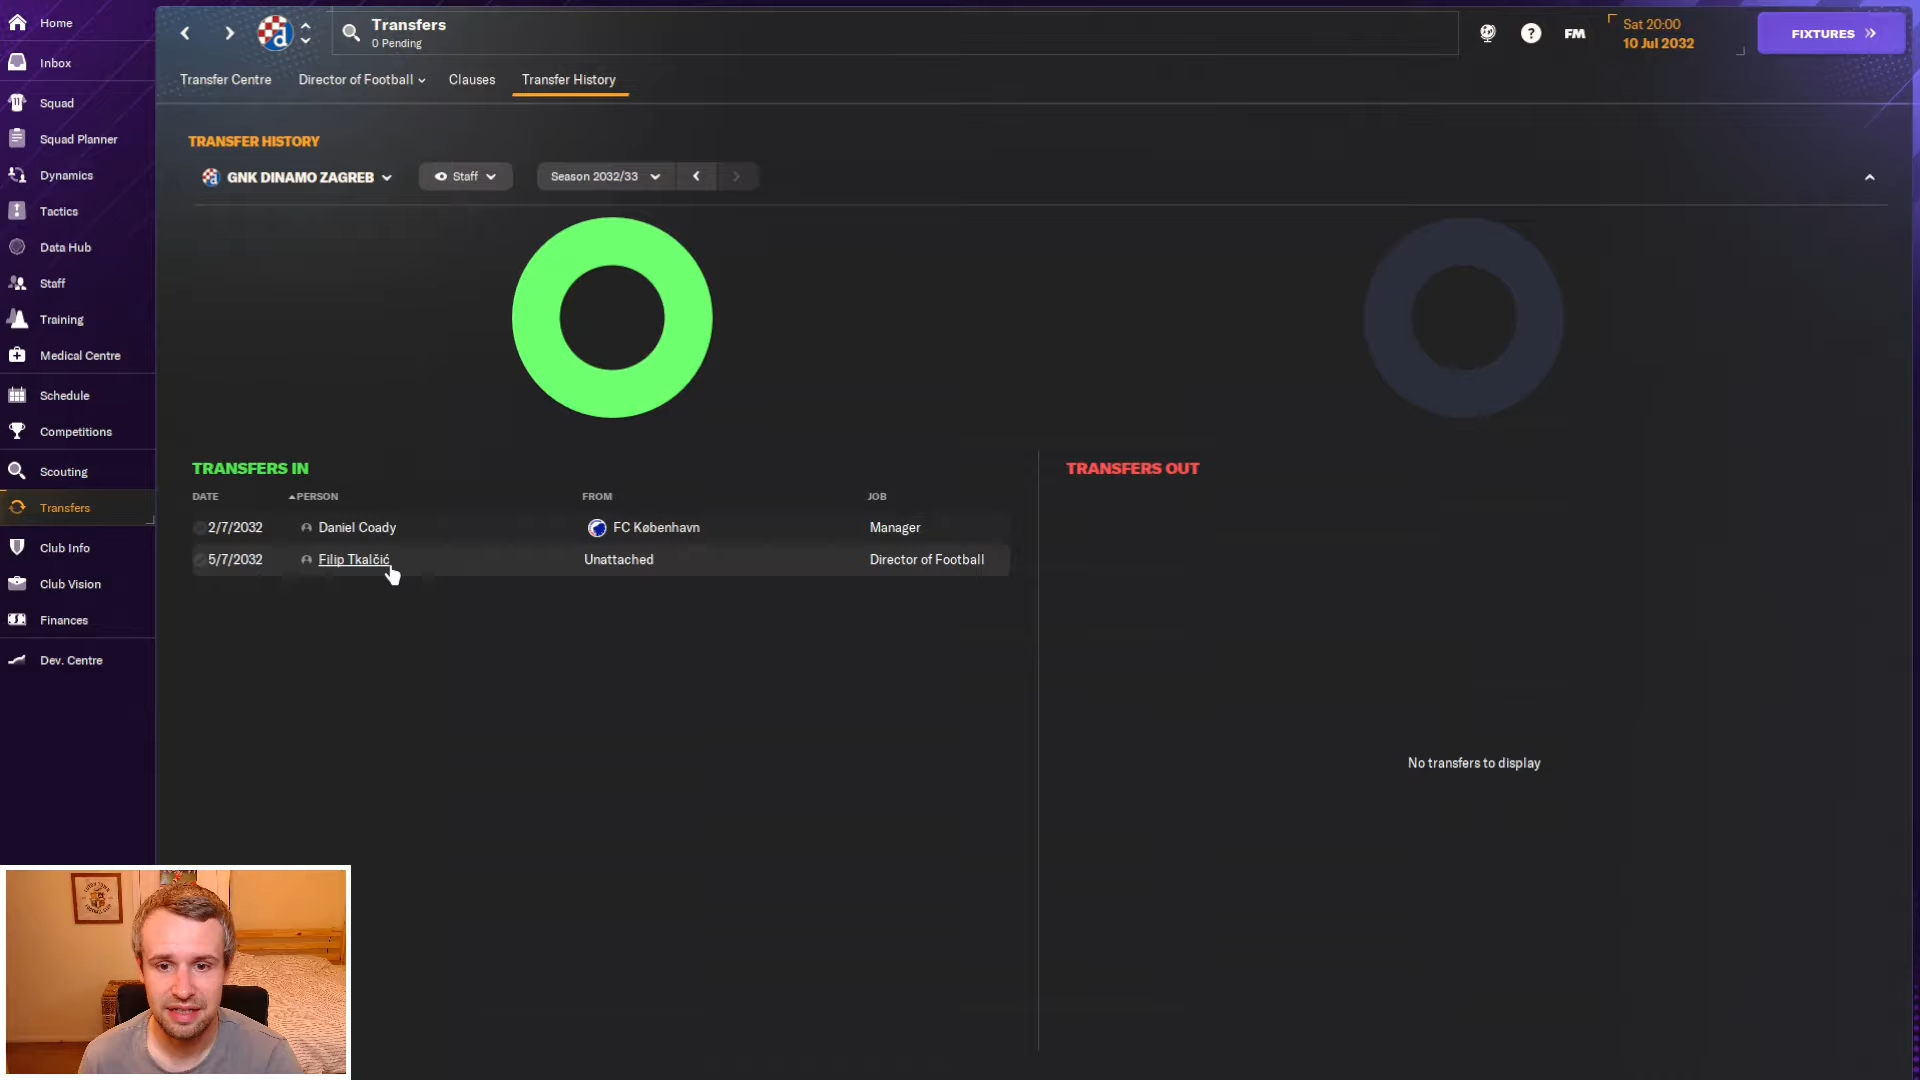 Home
Inbox
Squad
Squad Planner
Dynamics
Tactics
Data Hub
Staff
Training
Medical Centre
Schedule
Competitions
Scouting
Transfers
Club Info
Club Vision
Finances
Dev. Centre
Transfers
0 Pending
FM
Sat 20:00
10 Jul 2032
FIXTURES
Transfer Centre
Director of Football
Clauses
Transfer History
TRANSFER HISTORY
GNK DINAMO ZAGREB
Staff
Season 2032/33
TRANSFERS IN
DATE PERSON FROM JOB
2/7/2032 Daniel Coady FC København Manager
5/7/2032 Filip Tkalčić Unattached Director of Football
TRANSFERS OUT
No transfers to display